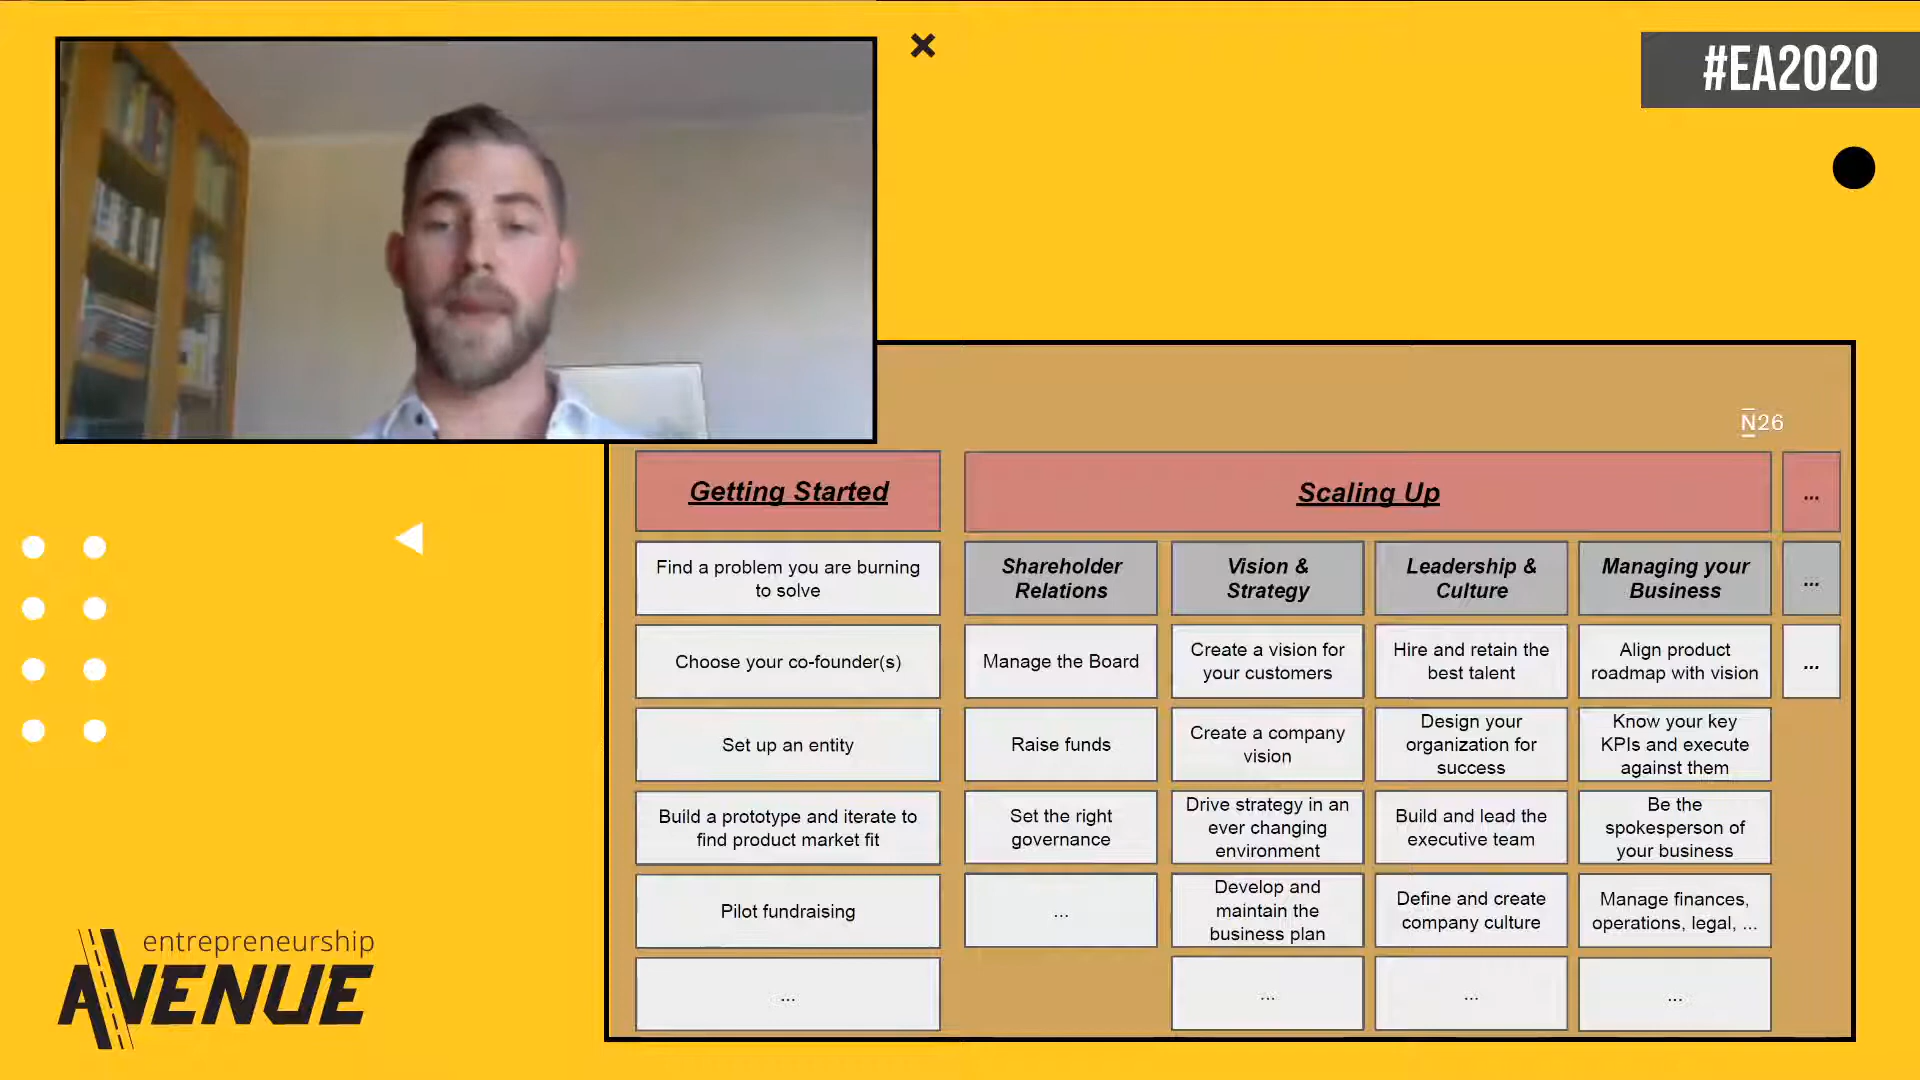 #EA2020
N26
Getting Started
Find a problem you are burning
to solve
Choose your co-founder(s)
Set up an entity
Build a prototype and iterate to
find product market fit
Pilot fundraising
...
Scaling Up
Shareholder
Relations
Manage the Board
Raise funds
Set the right
governance
...
Vision &
Strategy
Create a vision for
your customers
Create a company
vision
Drive strategy in an
ever changing
environment
Develop and
maintain the
business plan
...
Leadership &
Culture
Hire and retain the
best talent
Design your
organization for
success
Build and lead the
executive team
Define and create
company culture
...
Managing your
Business
Align product
roadmap with vision
Know your key
KPIs and execute
against them
Be the
spokesperson of
your business
Manage finances,
operations, legal, ...
...
...
...
...
entrepreneurship
AVENUE